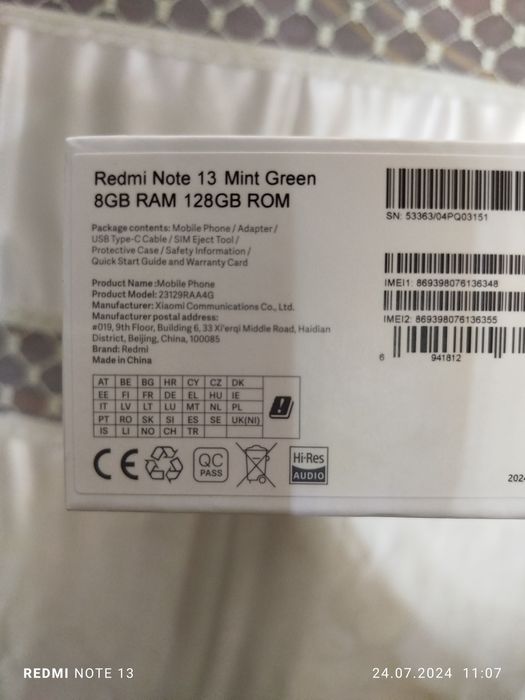 Redmi Note 13 Mint Green
8GB RAM 128GB ROM
Package contents: Mobile Phone / Adapter /
USB Type-C Cable / SIM Eject Tool /
Protective Case / Safety Information /
Quick Start Guide and Warranty Card
Product Name:Mobile Phone
Product Model: 23129RAA4G
Manufacturer: Xiaomi Communications Co., Ltd.
Manufacturer postal address:
#019, 9th Floor, Building 6, 33 Xi'erqi Middle Road, Haidian
District, Beijing, China, 100085
Brand: Redmi
Made in China
AT BE BG HR CY CZ DK
EE FI FR DE EL HU IE
IT LV LT LU MT NL PL
PT RO SK SI ES SE UK(NI)
IS LI NO CH TR
CE
QC
PASS
Hi-Res
AUDIO
SN: 53363/04PQ03151
IMEI1: 869398076136348
IMEI2: 869398076136355
6 941812
2024
REDMI NOTE 13
24.07.2024 11:07